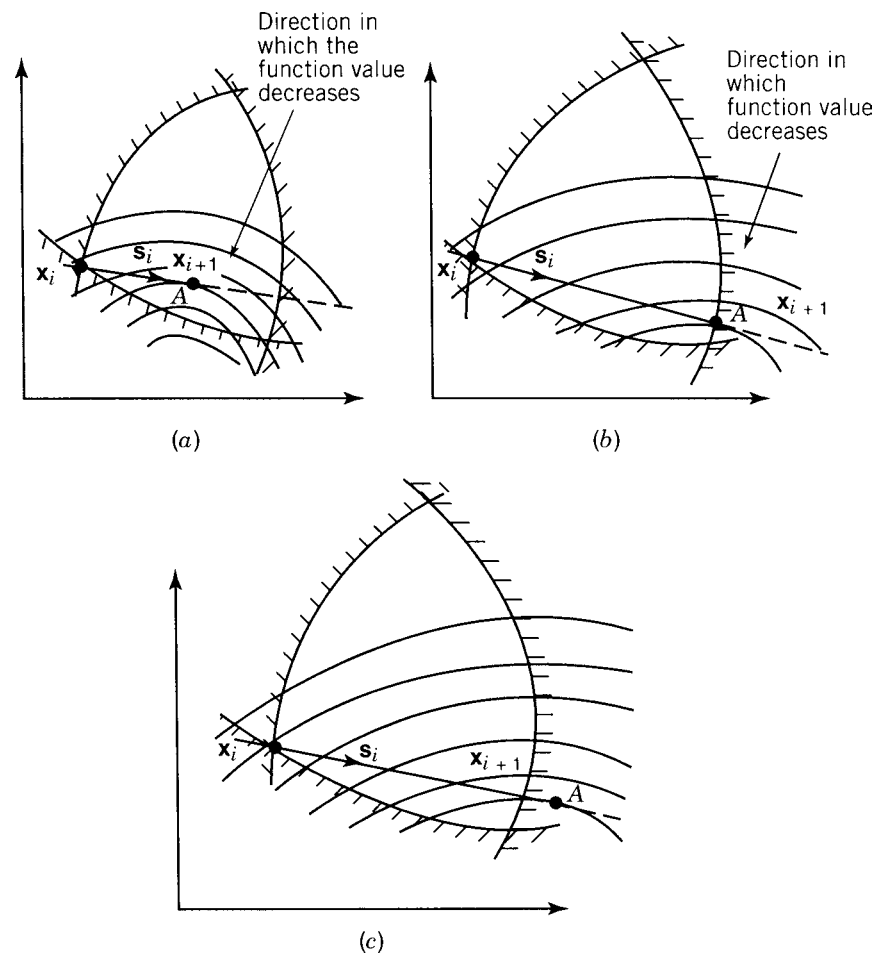 Direction in
which the
function value
decreases
s_i
x_{i+1}
x_i
A
(a)
Direction in
which
function value
decreases
s_i
x_i
x_{i+1}
A
(b)
x_i
s_i
x_{i+1}
A
(c)